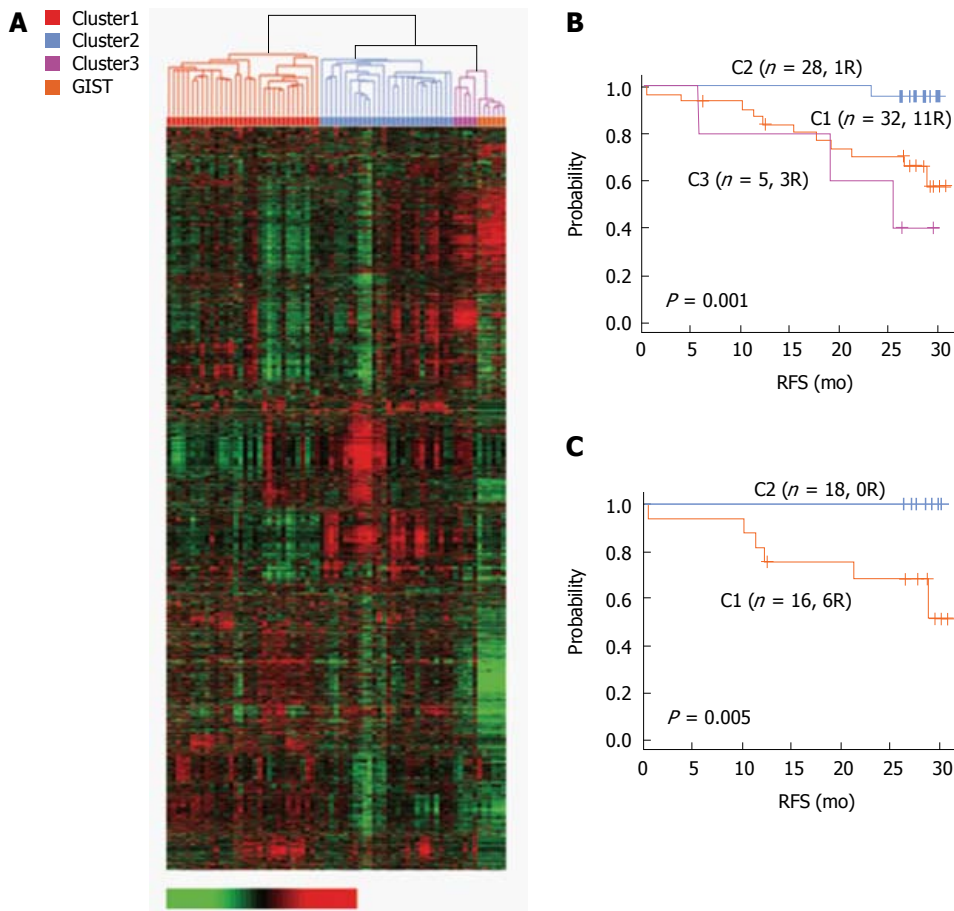 A
Cluster1
Cluster2
Cluster3
GIST
B
C2 (n = 28, 1R)
C1 (n = 32, 11R)
C3 (n = 5, 3R)
P = 0.001
Probability
1.0
0.8
0.6
0.4
0.2
0.0
0 5 10 15 20 25 30
RFS (mo)
C
C2 (n = 18, 0R)
C1 (n = 16, 6R)
P = 0.005
Probability
1.0
0.8
0.6
0.4
0.2
0.0
0 5 10 15 20 25 30
RFS (mo)